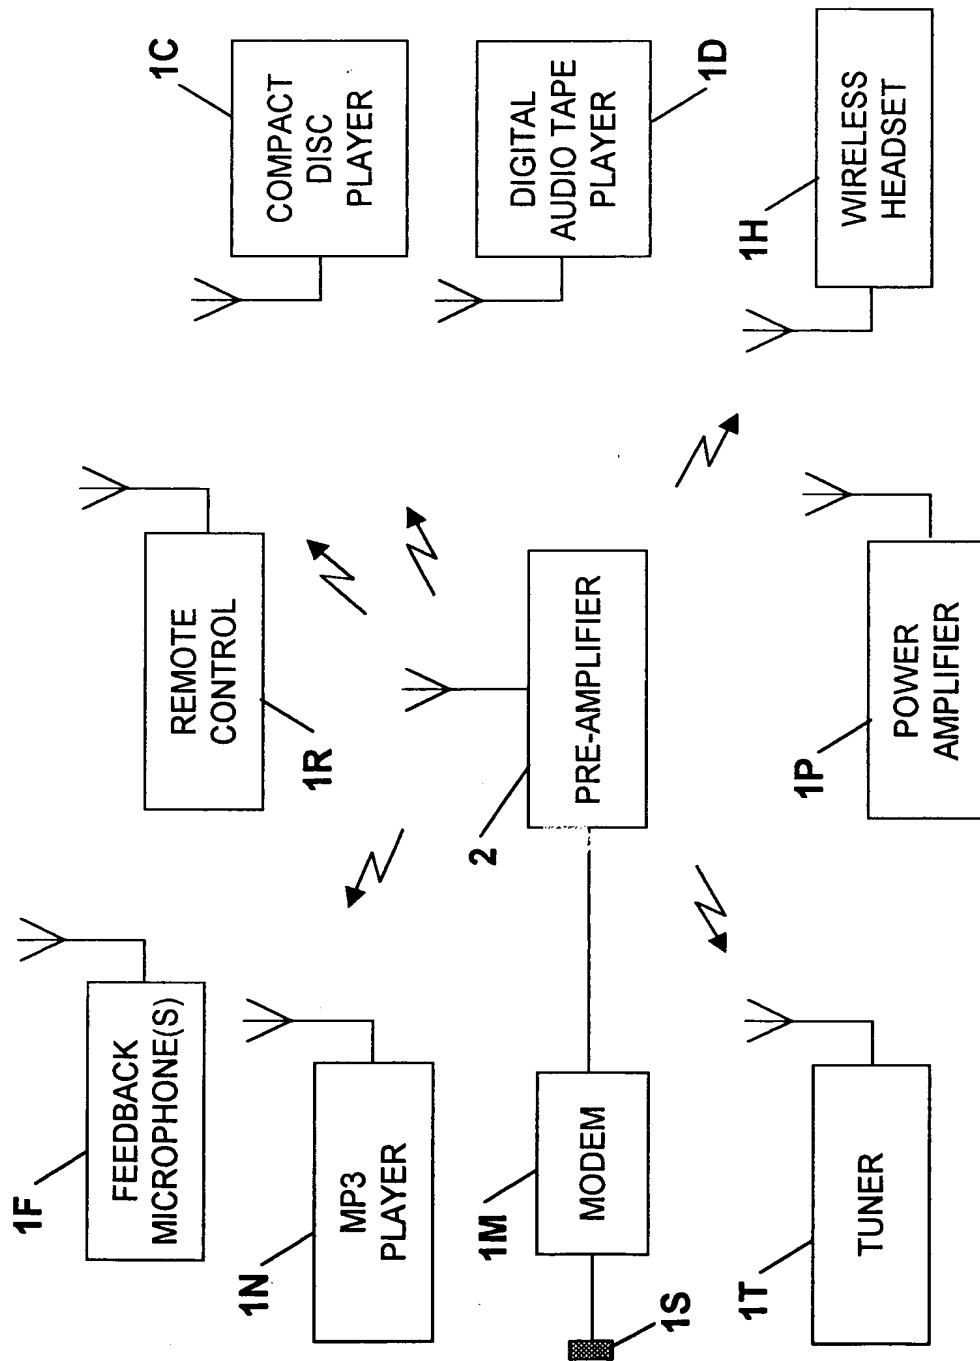 1F
FEEDBACK
MICROPHONE(S)
1N
MP3
PLAYER
1M
MODEM
1S
1T
TUNER
REMOTE
CONTROL
1R
2
PRE-AMPLIFIER
1P
POWER
AMPLIFIER
1C
COMPACT
DISC
PLAYER
DIGITAL
AUDIO TAPE
PLAYER
1D
1H
WIRELESS
HEADSET